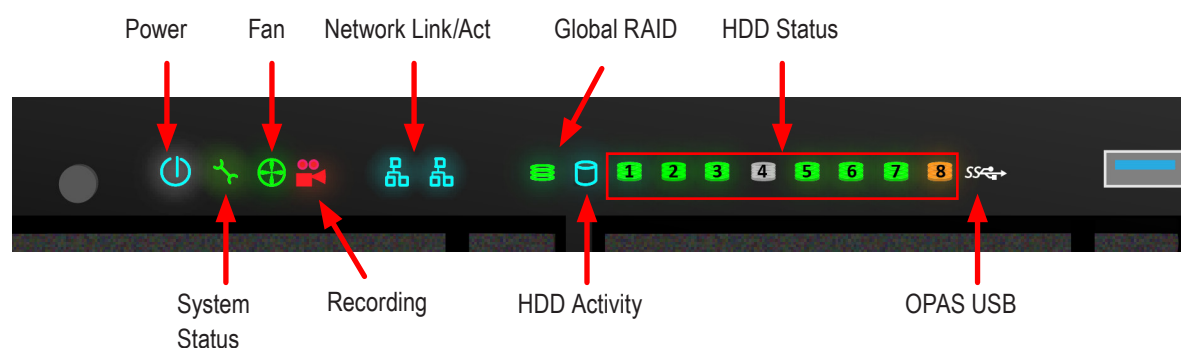 Power Fan Network Link/Act Global RAID HDD Status
1 2 3 4 5 6 7 8 SS
System Status Recording HDD Activity OPAS USB